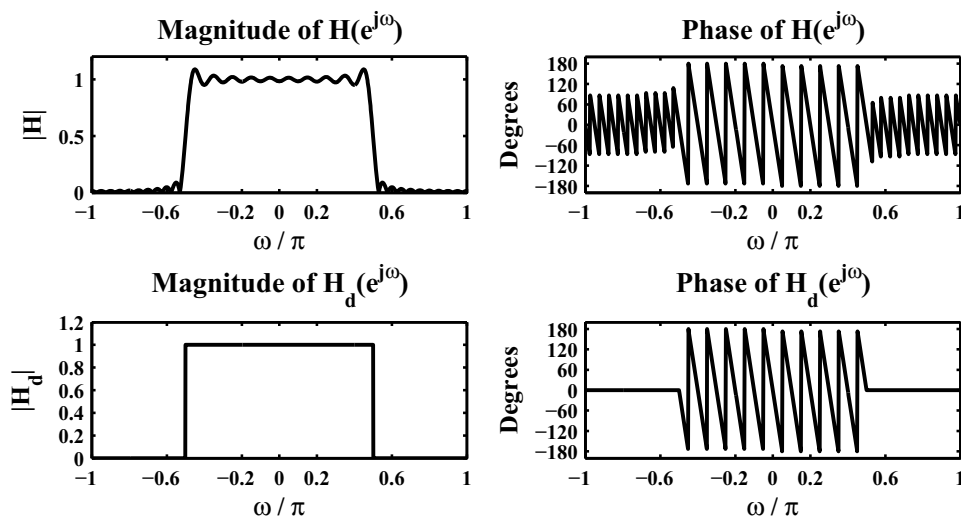 Magnitude of H(e^{jω})
|H|
1
0.5
0
−1 −0.6 −0.2 0 0.2 0.6 1
ω / π
Phase of H(e^{jω})
Degrees
180
120
60
0
−60
−120
−180
−1 −0.6 −0.2 0 0.2 0.6 1
ω / π
Magnitude of H_d(e^{jω})
|H_d|
1.2
1
0.8
0.6
0.4
0.2
0
−1 −0.6 −0.2 0 0.2 0.6 1
ω / π
Phase of H_d(e^{jω})
Degrees
180
120
60
0
−60
−120
−180
−1 −0.6 −0.2 0 0.2 0.6 1
ω / π